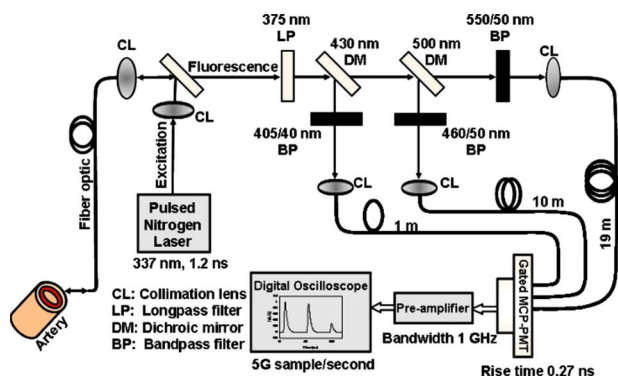 375 nm
LP
430 nm
DM
500 nm
DM
550/50 nm
BP
CL
CL
Fluorescence
CL
Excitation
405/40 nm
BP
460/50 nm
BP
Fiber optic
Pulsed
Nitrogen
Laser
337 nm, 1.2 ns
CL
CL
1 m
10 m
19 m
Artery
CL: Collimation lens
LP: Longpass filter
DM: Dichroic mirror
BP: Bandpass filter
Digital Oscilloscope
5G sample/second
Pre-amplifier
Bandwidth 1 GHz
Gated MCP-PMT
Rise time 0.27 ns